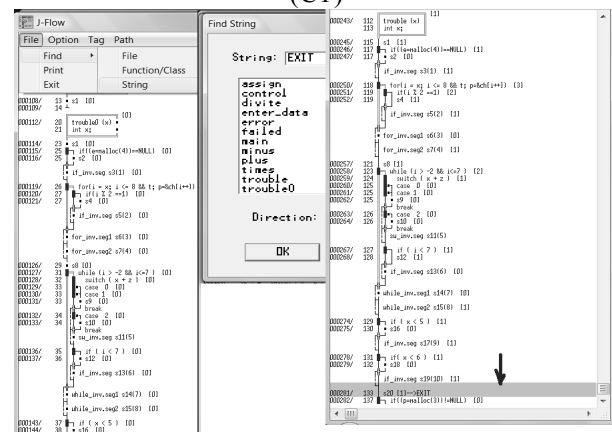 (C1)
J-Flow
File Option Tag Path
Find File
Print Function/Class
Exit String
000108/ 13 s1 [0]
000109/ 14
[0]
000112/ 20 trouble0 (x)
21 int x;
000114/ 23 s1 [0]
000115/ 25 if((e=malloc(4))==NULL) [0]
000116/ 25 s2 [0]
if_inv.seg s3(1) [0]
000119/ 26 for(i = x; i <= 8 && t; p=&ch[i++]) [0]
000120/ 27 if(i % 2 ==1) [0]
000121/ 27 s4 [0]
if_inv.seg s5(2) [0]
for_inv.seg1 s6(3) [0]
for_inv.seg2 s7(4) [0]
000126/ 29 s8 [0]
000127/ 31 while (i > -2 && i<=7 ) [0]
000128/ 32 switch ( x + z ) [0]
000129/ 33 case 0 [0]
000130/ 33 case 1 [0]
000131/ 33 s9 [0]
break
000132/ 34 case 2 [0]
000133/ 34 s10 [0]
break
sw_inv.seg s11(5)
000136/ 35 if ( i < 7 ) [0]
000137/ 36 s12 [0]
if_inv.seg s13(6) [0]
while_inv.seg1 s14(7) [0]
while_inv.seg2 s15(8) [0]
000143/ 37 if ( x < 5 ) [0]
000144/ 38 s16 [0]
Find String
String: EXIT
assign
control
divite
enter_data
error
failed
main
minus
plus
times
trouble
trouble0
Direction:
OK
[1]
000243/ 112 trouble (x)
113 int x;
000245/ 115 s1 [1]
000246/ 117 if((e=malloc(4))==NULL) [1]
000247/ 117 s2 [0]
if_inv.seg s3(1) [1]
000250/ 118 for(i = x; i <= 8 && t; p=&ch[i++]) [3]
000251/ 119 if(i % 2 ==1) [2]
000252/ 119 s4 [1]
if_inv.seg s5(2) [1]
for_inv.seg1 s6(3) [0]
for_inv.seg2 s7(4) [1]
000257/ 121 s8 [1]
000258/ 123 while (i > -2 && i<=7 ) [2]
000259/ 124 switch ( x + z ) [1]
000260/ 125 case 0 [0]
000261/ 125 case 1 [0]
000262/ 125 s9 [0]
break
000263/ 126 case 2 [0]
000264/ 126 s10 [0]
break
sw_inv.seg s11(5)
000267/ 127 if ( i < 7 ) [1]
000268/ 128 s12 [1]
if_inv.seg s13(6) [0]
while_inv.seg1 s14(7) [0]
while_inv.seg2 s15(8) [1]
000274/ 129 if ( x < 5 ) [1]
000275/ 130 s16 [0]
if_inv.seg s17(9) [1]
000278/ 131 if( x < 6 ) [1]
000279/ 132 s18 [0]
if_inv.seg s19(10) [1]
000281/ 133 s20 [1]-->EXIT
000282/ 137 if((p=malloc(3))!=NULL) [0]